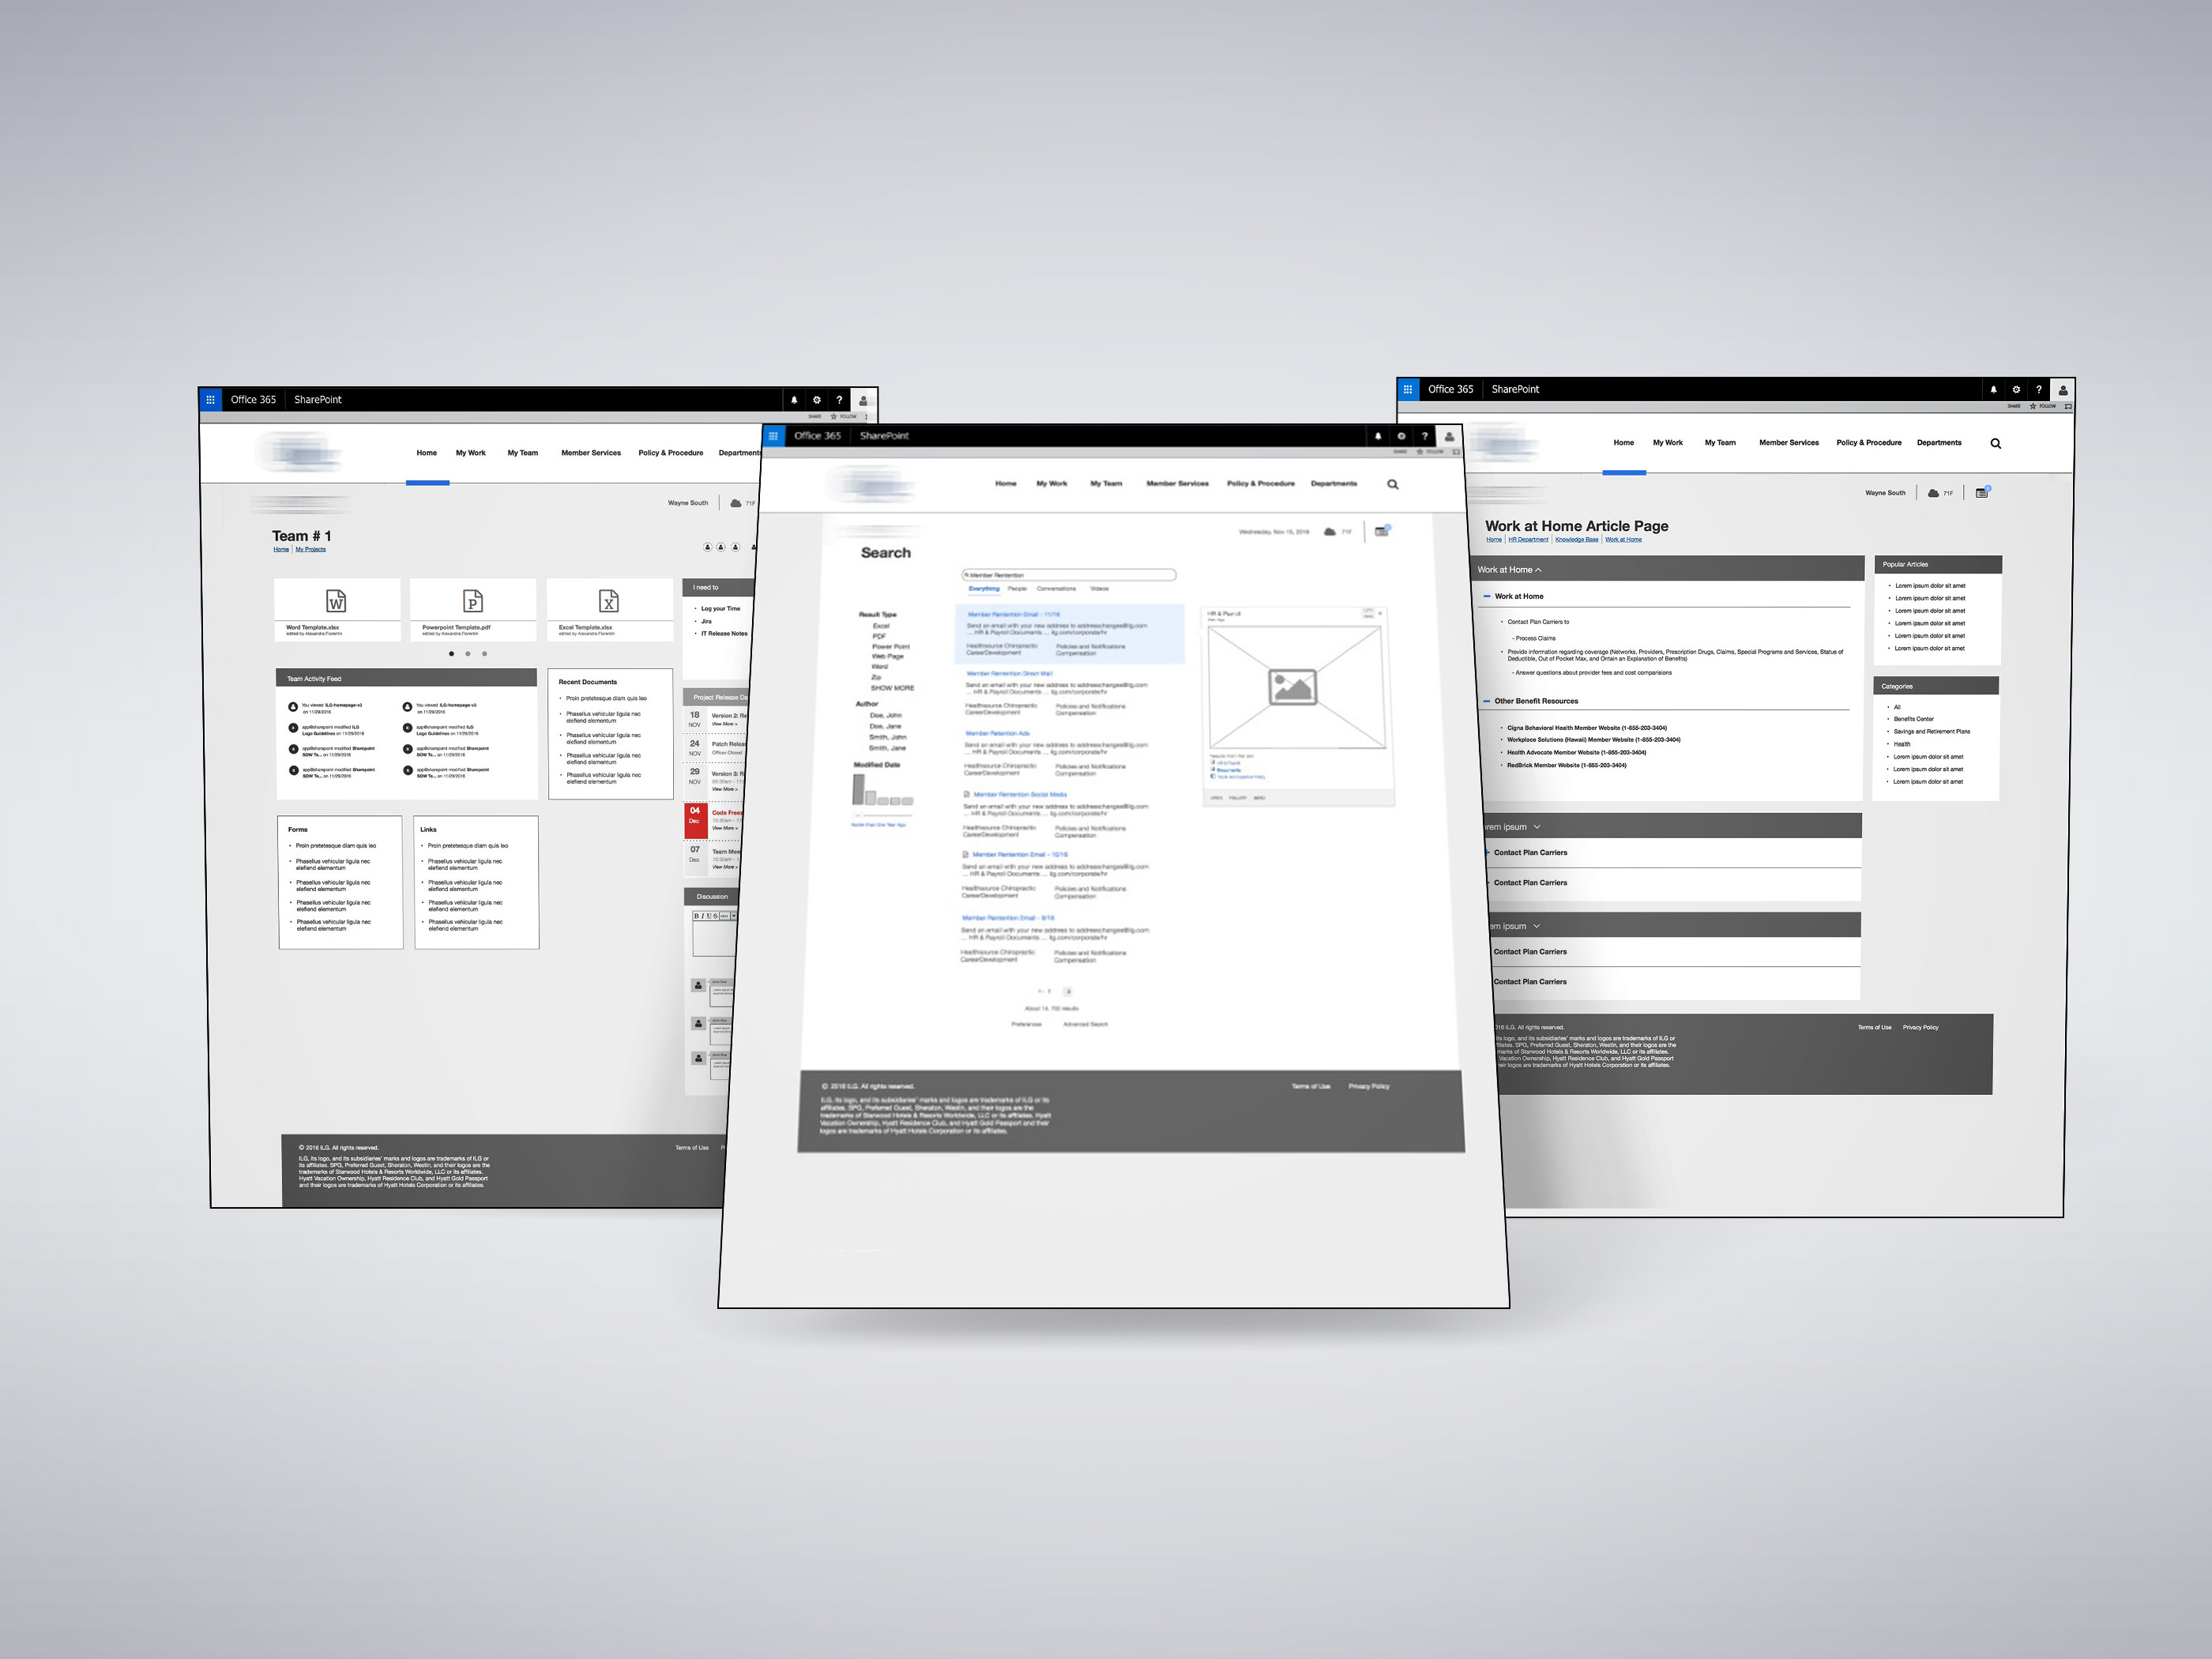 Office 365 SharePoint
SHARE FOLLOW
Home My Work My Team Member Services Policy & Procedure Departments
Wayne South 71F
Team # 1
Home My Projects
Word Template.xlsx
edited by Alexandra Fiorentin
Powerpoint Template.pdf
edited by Alexandra Fiorentin
Excel Template.xlsx
edited by Alexandra Fiorentin
I need to
Log your Time
Jira
IT Release Notes
Team Activity Feed
You viewed ILG-homepage-v3
on 11/29/2016
You viewed ILG-homepage-v3
on 11/29/2016
app@sharepoint modified ILG
Logo Guidelines on 11/29/2016
app@sharepoint modified ILG
Logo Guidelines on 11/29/2016
app@sharepoint modified Sharepoint
SOW Te... on 11/29/2016
app@sharepoint modified Sharepoint
SOW Te... on 11/29/2016
app@sharepoint modified Sharepoint
SOW Te... on 11/29/2016
app@sharepoint modified Sharepoint
SOW Te... on 11/29/2016
Recent Documents
Proin pretetesque diam quis leo
Phasellus vehicular ligula nec
elefiend elementum
Phasellus vehicular ligula nec
elefiend elementum
Phasellus vehicular ligula nec
elefiend elementum
Phasellus vehicular ligula nec
elefiend elementum
Project Release
18 NOV Version 2:
View More >
24 NOV Patch
Offices Closed
29 NOV Version 3:
View More >
04 Dec Code
View More >
07 Dec Team
View More >
Forms
Proin pretetesque diam quis leo
Phasellus vehicular ligula nec
elefiend elementum
Phasellus vehicular ligula nec
elefiend elementum
Phasellus vehicular ligula nec
elefiend elementum
Phasellus vehicular ligula nec
elefiend elementum
Links
Proin pretetesque diam quis leo
Phasellus vehicular ligula nec
elefiend elementum
Phasellus vehicular ligula nec
elefiend elementum
Phasellus vehicular ligula nec
elefiend elementum
Phasellus vehicular ligula nec
elefiend elementum
Discussion
B I U S
© 2016 ILG. All rights reserved.
Terms of Use
ILG, its logo, and its subsidiaries' marks and logos are trademarks of ILG or
its affiliates. SPG, Preferred Guest, Sheraton, Westin, and their logos are the
trademarks of Starwood Hotels & Resorts Worldwide, LLC or its affiliates.
Hyatt Vacation Ownership, Hyatt Residence Club, and Hyatt Gold Passport
and their logos are trademarks of Hyatt Hotels Corporation or its affiliates.
Office 365 SharePoint
SHARE FOLLOW
Home My Work My Team Member Services Policy & Procedure Departments
Wednesday, Nov 15, 2016 71F
Search
Member Rentention
Everything People Conversations Videos
Result Type
Excel
PDF
Power Point
Web Page
Word
Zip
SHOW MORE
Author
Doe, John
Doe, Jane
Smith, John
Smith, Jane
Modified Date
Member Rentention Email - 11/16
Send an email with your new address to addresschanges@ilg.com
... HR & Payroll Documents ... ilg.com/corporate/hr
Healthsource Chiropractic Policies and Notifications
CareerDevelopment Compensation
Member Rentention Direct Mail
Send an email with your new address to addresschanges@ilg.com
... HR & Payroll Documents ... ilg.com/corporate/hr
Healthsource Chiropractic Policies and Notifications
CareerDevelopment Compensation
Member Rentention Ads
Send an email with your new address to addresschanges@ilg.com
... HR & Payroll Documents ... ilg.com/corporate/hr
Healthsource Chiropractic Policies and Notifications
CareerDevelopment Compensation
Member Rentention Social Media
Send an email with your new address to addresschanges@ilg.com
... HR & Payroll Documents ... ilg.com/corporate/hr
Healthsource Chiropractic Policies and Notifications
CareerDevelopment Compensation
Member Rentention Email - 10/16
Send an email with your new address to addresschanges@ilg.com
... HR & Payroll Documents ... ilg.com/corporate/hr
Healthsource Chiropractic Policies and Notifications
CareerDevelopment Compensation
Member Rentention Email - 9/16
Send an email with your new address to addresschanges@ilg.com
... HR & Payroll Documents ... ilg.com/corporate/hr
Healthsource Chiropractic Policies and Notifications
CareerDevelopment Compensation
HR & Payroll
About 14, 700 results
Preferences Advanced Search
© 2016 ILG. All rights reserved.
Terms of Use Privacy Policy
ILG, its logo, and its subsidiaries' marks and logos are trademarks of ILG or its
affiliates. SPG, Preferred Guest, Sheraton, Westin, and their logos are the
trademarks of Starwood Hotels & Resorts Worldwide, LLC or its affiliates. Hyatt
Vacation Ownership, Hyatt Residence Club, and Hyatt Gold Passport and their
logos are trademarks of Hyatt Hotels Corporation or its affiliates.
Office 365 SharePoint
SHARE FOLLOW
Home My Work My Team Member Services Policy & Procedure Departments
Wayne South 71F
Work at Home Article Page
Home HR Department Knowledge Base Work at Home
Work at Home
Work at Home
Contact Plan Carriers to
- Process Claims
Provide information regarding coverage (Networks, Providers, Prescription Drugs, Claims, Special Programs and Services, Status of
Deductible, Out of Pocket Max, and Ontain an Explanation of Benefits)
- Answer questions about provider fees and cost comparisions
Other Benefit Resources
Cigna Behavioral Health Member Website (1-855-203-3404)
Workplace Solutions (Hawaii) Member Website (1-855-203-3404)
Health Advocate Member Website (1-855-203-3404)
RedBrick Member Website (1-855-203-3404)
Popular Articles
Lorem ipsum dolor sit amet
Lorem ipsum dolor sit amet
Lorem ipsum dolor sit amet
Lorem ipsum dolor sit amet
Lorem ipsum dolor sit amet
Lorem ipsum dolor sit amet
Categories
All
Benefits Center
Savings and Retirement Plans
Health
Lorem ipsum dolor sit amet
Lorem ipsum dolor sit amet
Lorem ipsum dolor sit amet
rem ipsum
Contact Plan Carriers
Contact Plan Carriers
em ipsum
Contact Plan Carriers
Contact Plan Carriers
16 ILG. All rights reserved.
Terms of Use Privacy Policy
its logo, and its subsidiaries' marks and logos are trademarks of ILG or
filiates. SPG, Preferred Guest, Sheraton, Westin, and their logos are the
marks of Starwood Hotels & Resorts Worldwide, LLC or its affiliates.
Vacation Ownership, Hyatt Residence Club, and Hyatt Gold Passport
heir logos are trademarks of Hyatt Hotels Corporation or its affiliates.